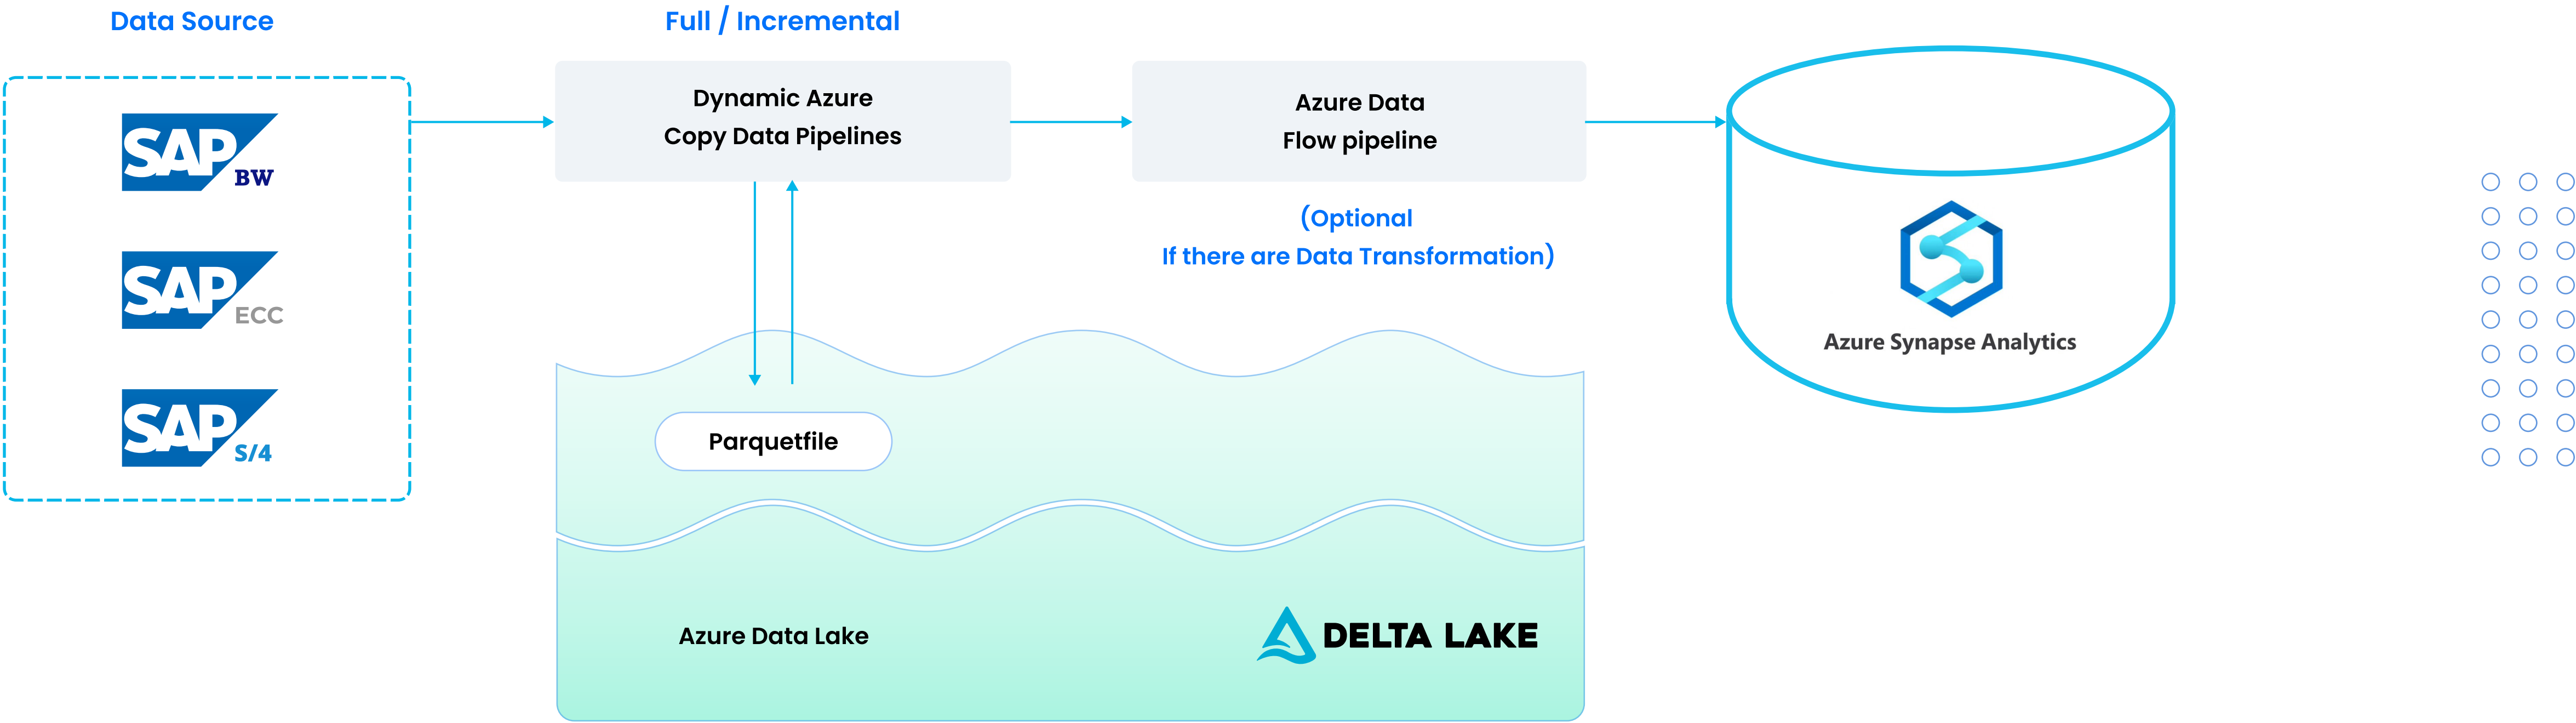 Data Source
Full / Incremental
SAP BW
SAP ECC
SAP S/4
Dynamic Azure
Copy Data Pipelines
Azure Data
Flow pipeline
(Optional
If there are Data Transformation)
Azure Synapse Analytics
Parquetfile
Azure Data Lake
DELTA LAKE